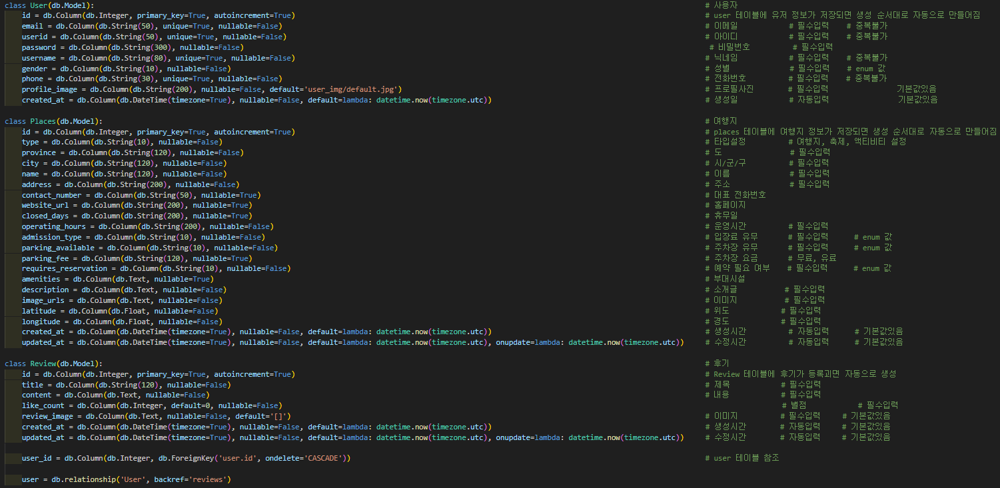 class User(db.Model): # 사용자
id = db.Column(db.Integer, primary_key=True, autoincrement=True) # user 테이블에 유저 정보가 저장되면 생성 순서대로 자동으로 만들어짐
email = db.Column(db.String(50), unique=True, nullable=False) # 이메일 # 필수입력 # 중복불가
userid = db.Column(db.String(50), unique=True, nullable=False) # 아이디 # 필수입력 # 중복불가
password = db.Column(db.String(300), nullable=False) # 비밀번호 # 필수입력
username = db.Column(db.String(80), unique=True, nullable=False) # 닉네임 # 필수입력 # 중복불가
gender = db.Column(db.String(10), nullable=False) # 성별 # 필수입력 # enum 값
phone = db.Column(db.String(30), unique=True, nullable=False) # 전화번호 # 필수입력 # 중복불가
profile_image = db.Column(db.String(200), nullable=False, default='user_img/default.jpg') # 프로필사진 # 필수입력 기본값있음
created_at = db.Column(db.DateTime(timezone=True), nullable=False, default=lambda: datetime.now(timezone.utc)) # 생성일 # 자동입력 기본값있음
class Places(db.Model): # 여행지
id = db.Column(db.Integer, primary_key=True, autoincrement=True) # places 테이블에 여행지 정보가 저장되면 생성 순서대로 자동으로 만들어짐
type = db.Column(db.String(10), nullable=False) # 타입설정 # 여행지, 축제, 액티비티 설정
province = db.Column(db.String(120), nullable=False) # 도 # 필수입력
city = db.Column(db.String(120), nullable=False) # 시/군/구 # 필수입력
name = db.Column(db.String(120), nullable=False) # 이름 # 필수입력
address = db.Column(db.String(200), nullable=False) # 주소 # 필수입력
contact_number = db.Column(db.String(50), nullable=True) # 대표 전화번호
website_url = db.Column(db.String(200), nullable=True) # 홈페이지
closed_days = db.Column(db.String(200), nullable=True) # 휴무일
operating_hours = db.Column(db.String(200), nullable=False) # 운영시간 # 필수입력
admission_type = db.Column(db.String(10), nullable=False) # 입장료 유무 # 필수입력 # enum 값
parking_available = db.Column(db.String(10), nullable=False) # 주차장 유무 # 필수입력 # enum 값
parking_fee = db.Column(db.String(120), nullable=True) # 주차장 요금 # 무료, 유료
requires_reservation = db.Column(db.String(10), nullable=False) # 예약 필요 여부 # 필수입력 # enum 값
amenities = db.Column(db.Text, nullable=True) # 부대시설
description = db.Column(db.Text, nullable=False) # 소개글 # 필수입력
image_urls = db.Column(db.Text, nullable=False) # 이미지 # 필수입력
latitude = db.Column(db.Float, nullable=False) # 위도 # 필수입력
longitude = db.Column(db.Float, nullable=False) # 경도 # 필수입력
created_at = db.Column(db.DateTime(timezone=True), nullable=False, default=lambda: datetime.now(timezone.utc)) # 생성시간 # 자동입력 # 기본값있음
updated_at = db.Column(db.DateTime(timezone=True), nullable=False, default=lambda: datetime.now(timezone.utc), onupdate=lambda: datetime.now(timezone.utc)) # 수정시간 # 자동입력 # 기본값있음
class Review(db.Model): # 후기
id = db.Column(db.Integer, primary_key=True, autoincrement=True) # Review 테이블에 후기가 등록괴면 자동으로 생성
title = db.Column(db.String(120), nullable=False) # 제목 # 필수입력
content = db.Column(db.Text, nullable=False) # 내용 # 필수입력
like_count = db.Column(db.Integer, default=0, nullable=False) # 별점 # 필수입력
review_image = db.Column(db.Text, nullable=False, default='[]') # 이미지 # 필수입력 # 기본값있음
created_at = db.Column(db.DateTime(timezone=True), nullable=False, default=lambda: datetime.now(timezone.utc)) # 생성시간 # 자동입력 # 기본값있음
updated_at = db.Column(db.DateTime(timezone=True), nullable=False, default=lambda: datetime.now(timezone.utc), onupdate=lambda: datetime.now(timezone.utc)) # 수정시간 # 자동입력 # 기본값있음
user_id = db.Column(db.Integer, db.ForeignKey('user.id', ondelete='CASCADE')) # user 테이블 참조
user = db.relationship('User', backref='reviews')